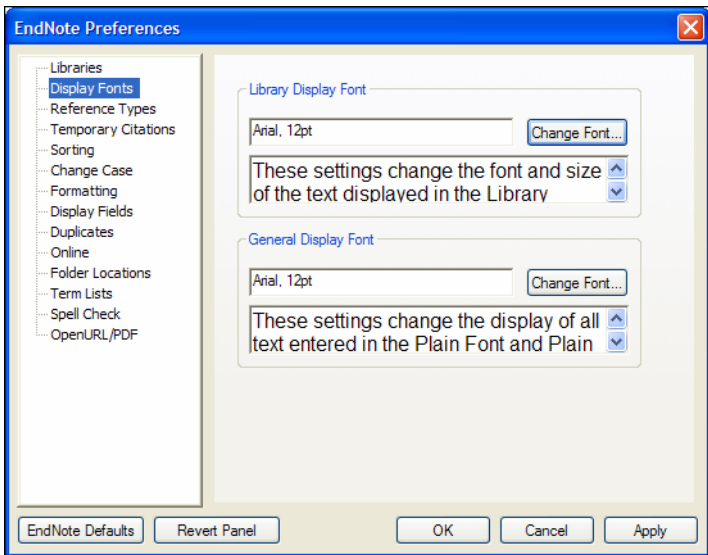 EndNote Preferences
Libraries
Display Fonts
Reference Types
Temporary Citations
Sorting
Change Case
Formatting
Display Fields
Duplicates
Online
Folder Locations
Term Lists
Spell Check
OpenURL/PDF
Library Display Font
Arial, 12pt
Change Font...
These settings change the font and size
of the text displayed in the Library
General Display Font
Arial, 12pt
Change Font...
These settings change the display of all
text entered in the Plain Font and Plain
EndNote Defaults
Revert Panel
OK
Cancel
Apply